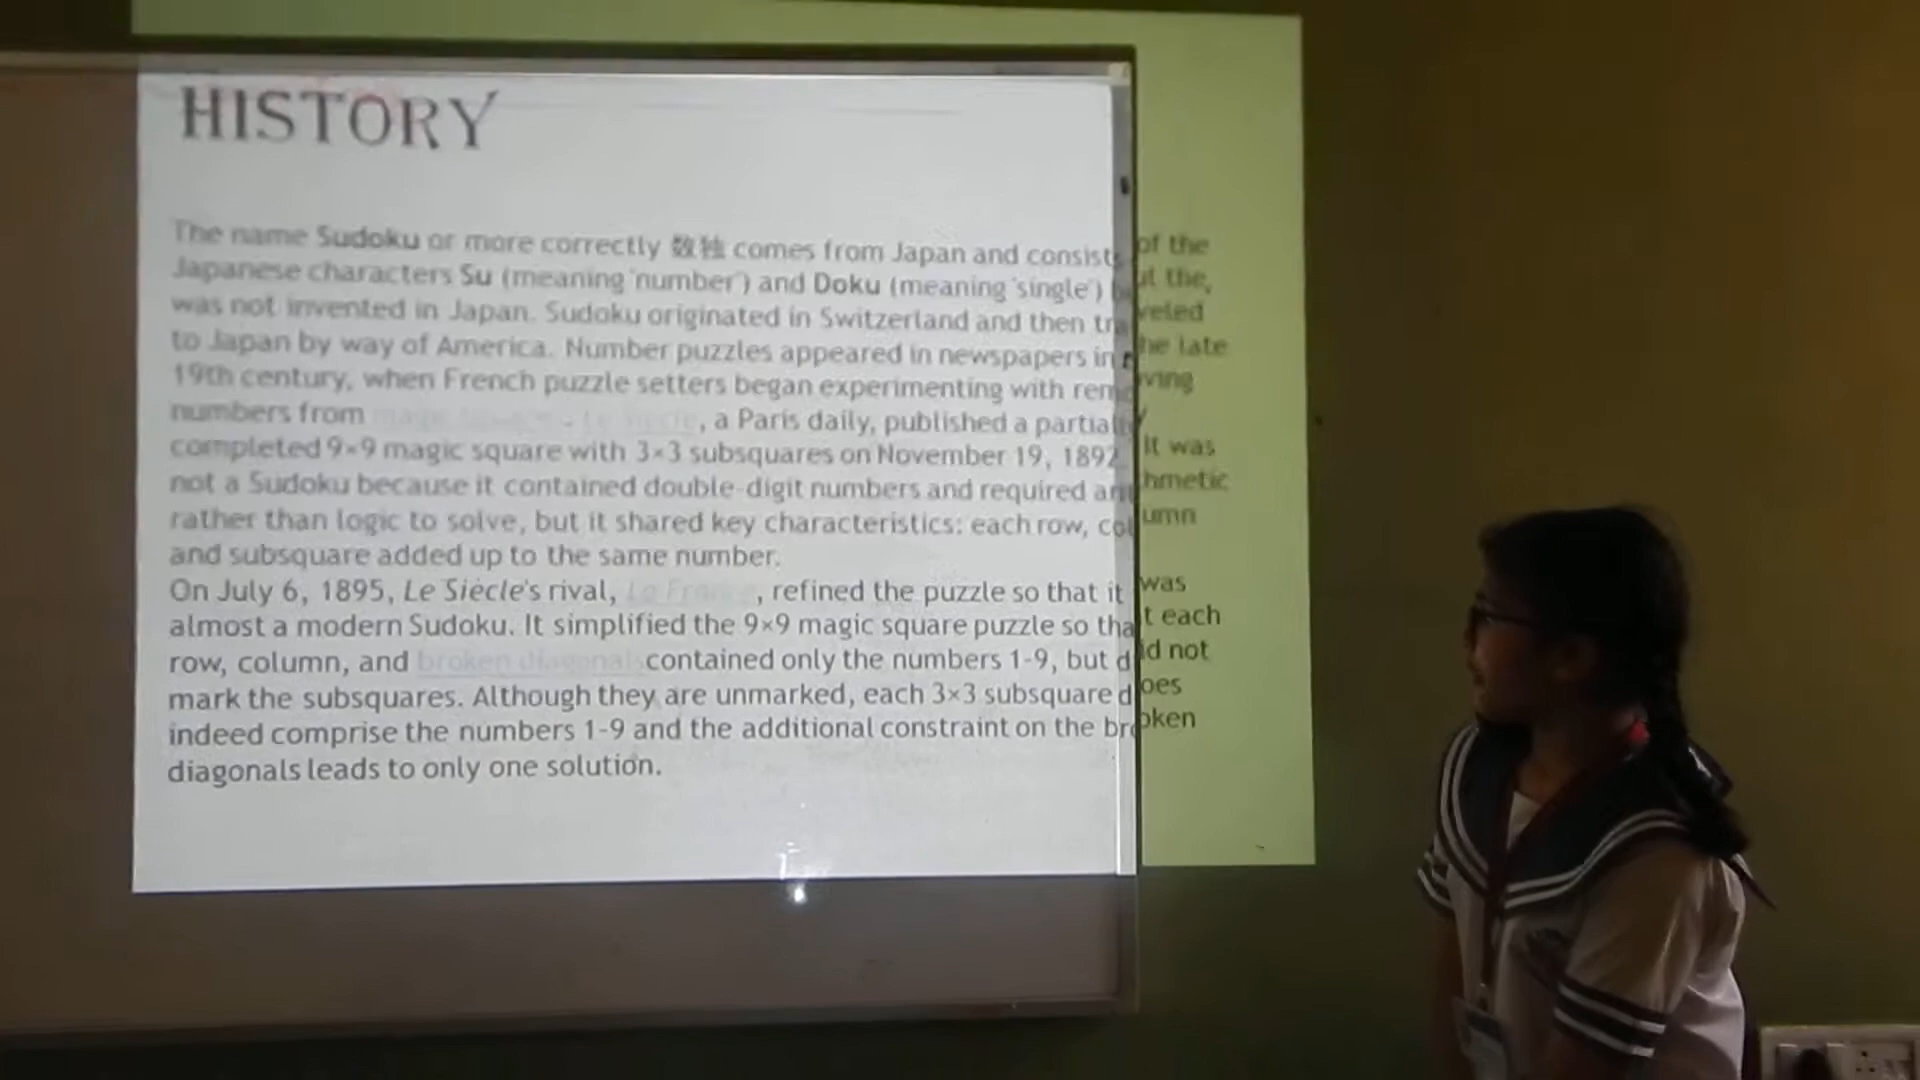 HISTORY
The name Sudoku or more correctly 数独 comes from Japan and consists of the
Japanese characters Su (meaning 'number') and Doku (meaning 'single') but the,
was not invented in Japan. Sudoku originated in Switzerland and then traveled
to Japan by way of America. Number puzzles appeared in newspapers in the late
19th century, when French puzzle setters began experimenting with removing
numbers from magic squares. Le Siècle, a Paris daily, published a partially
completed 9×9 magic square with 3×3 subsquares on November 19, 1892. It was
not a Sudoku because it contained double-digit numbers and required arithmetic
rather than logic to solve, but it shared key characteristics: each row, column
and subsquare added up to the same number.
On July 6, 1895, Le Siècle's rival, La France, refined the puzzle so that it was
almost a modern Sudoku. It simplified the 9×9 magic square puzzle so that each
row, column, and broken diagonals contained only the numbers 1-9, but did not
mark the subsquares. Although they are unmarked, each 3×3 subsquare does
indeed comprise the numbers 1-9 and the additional constraint on the broken
diagonals leads to only one solution.